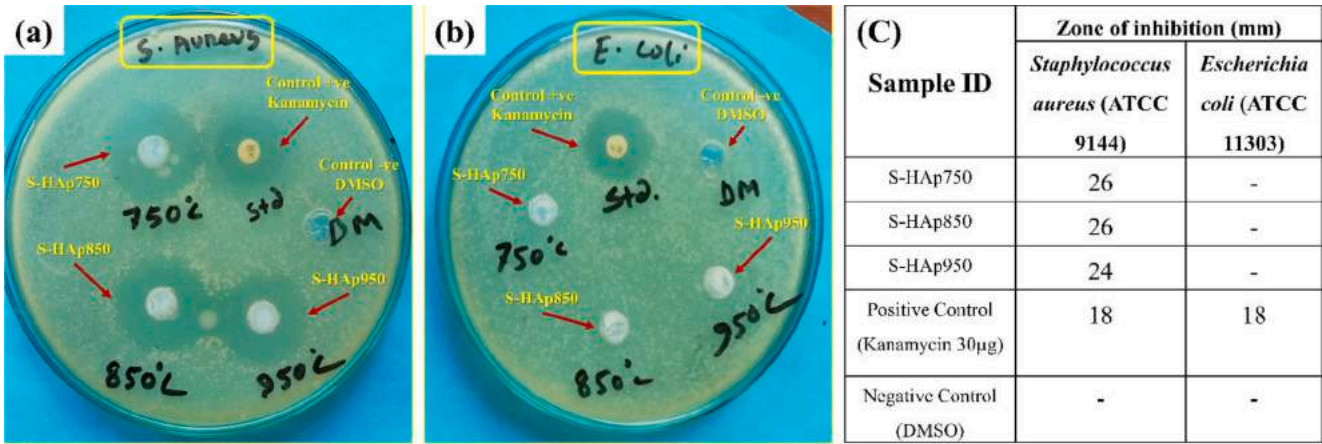 (a)
S. Aureus
Control +ve
Kanamycin
S-HAp750
Control -ve
DMSO
750°C
Std
DM
S-HAp850
S-HAp950
850°C
950°C
(b)
E. Coli
Control +ve
Kanamycin
Control -ve
DMSO
S-HAp750
Std.
DM
S-HAp950
750°C
S-HAp850
950°C
850°C
(C)
Sample ID
Zone of inhibition (mm)
Staphylococcus
aureus (ATCC
9144)
Escherichia
coli (ATCC
11303)
S-HAp750 26 -
S-HAp850 26 -
S-HAp950 24 -
Positive Control
(Kanamycin 30μg)
18 18
Negative Control
(DMSO)
- -